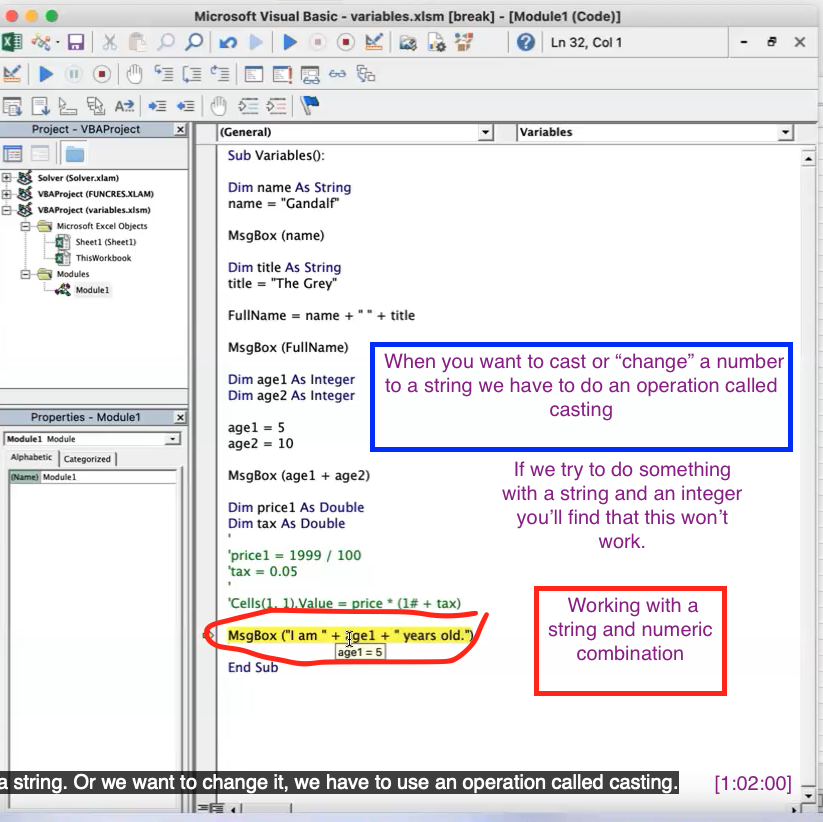 Microsoft Visual Basic - variables.xlsm [break] - [Module1 (Code)]
Ln 32, Col 1
Project - VBAProject
(General)
Variables
Solver (Solver.xlam)
VBAProject (FUNCRES.XLAM)
VBAProject (variables.xlsm)
Microsoft Excel Objects
Sheet1 (Sheet1)
ThisWorkbook
Modules
Module1
Properties - Module1
Module1 Module
Alphabetic
Categorized
(Name) Module1
Sub Variables():
Dim name As String
name = "Gandalf"
MsgBox (name)
Dim title As String
title = "The Grey"
FullName = name + " " + title
MsgBox (FullName)
Dim age1 As Integer
Dim age2 As Integer
age1 = 5
age2 = 10
MsgBox (age1 + age2)
Dim price1 As Double
Dim tax As Double
'
'price1 = 1999 / 100
'tax = 0.05
'
'Cells(1, 1).Value = price * (1# + tax)
MsgBox ("I am " + age1 + " years old.")
age1 = 5
End Sub
When you want to cast or “change” a number
to a string we have to do an operation called
casting
If we try to do something
with a string and an integer
you’ll find that this won’t
work.
Working with a
string and numeric
combination
a string. Or we want to change it, we have to use an operation called casting.
[1:02:00]